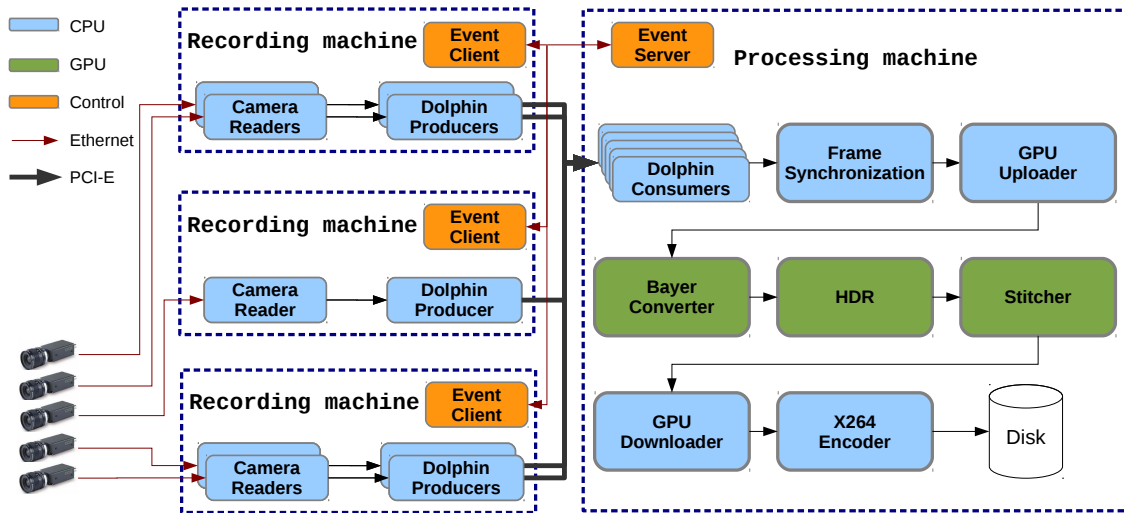 CPU
GPU
Control
Ethernet
PCI-E
Recording machine
Event
Client
Camera
Readers
Dolphin
Producers
Recording machine
Event
Client
Camera
Reader
Dolphin
Producer
Recording machine
Event
Client
Camera
Readers
Dolphin
Producers
Event
Server
Processing machine
Dolphin
Consumers
Frame
Synchronization
GPU
Uploader
Bayer
Converter
HDR
Stitcher
GPU
Downloader
X264
Encoder
Disk